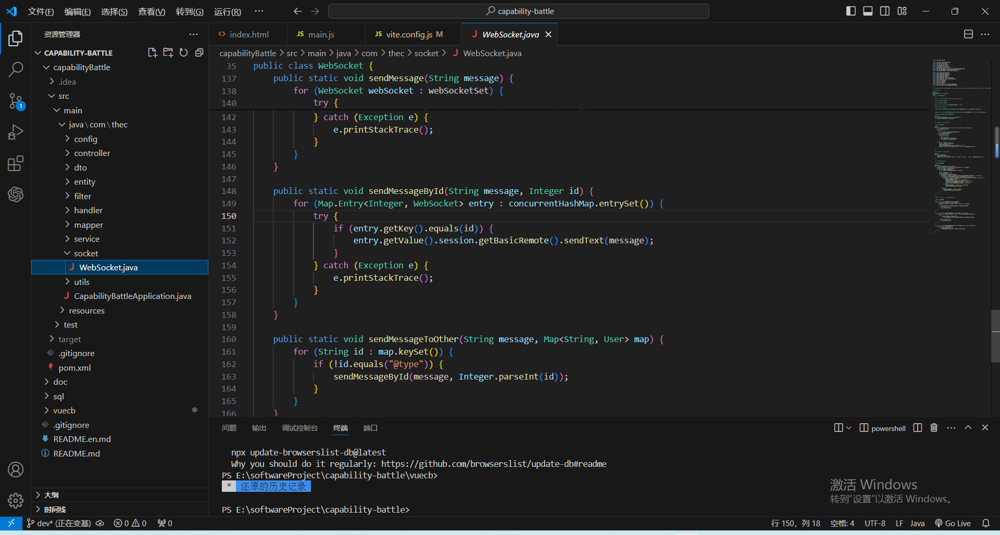 文件(F) 编辑(E) 选择(S) 查看(V) 转到(G) 运行(R) ··· capability-battle
资源管理器 ···
CAPABILITY-BATTLE
capabilityBattle
.idea
src
main
java\com\thec
config
controller
dto
entity
filter
handler
mapper
service
socket
WebSocket.java
utils
CapabilityBattleApplication.java
resources
test
target
.gitignore
pom.xml
doc
sql
vuecb
.gitignore
README.en.md
README.md
大纲
时间线
1
index.html JS main.js JS vite.config.js M J WebSocket.java
capabilityBattle > src > main > java > com > thec > socket > J WebSocket.java
35 public class WebSocket {
137 public static void sendMessage(String message) {
138 for (WebSocket webSocket : webSocketSet) {
140 try {
142 } catch (Exception e) {
143 e.printStackTrace();
144 }
145 }
146 }
147
148 public static void sendMessageById(String message, Integer id) {
149 for (Map.Entry<Integer, WebSocket> entry : concurrentHashMap.entrySet()) {
150 try {
151 if (entry.getKey().equals(id)) {
152 entry.getValue().session.getBasicRemote().sendText(message);
153 }
154 } catch (Exception e) {
155 e.printStackTrace();
156 }
157 }
158 }
159
160 public static void sendMessageToOther(String message, Map<String, User> map) {
161 for (String id : map.keySet()) {
162 if (!id.equals("@type")) {
163 sendMessageById(message, Integer.parseInt(id));
164 }
165 }
166 }
问题 输出 调试控制台 终端 端口 powershell
npx update-browserslist-db@latest
Why you should do it regularly: https://github.com/browserslist/update-db#readme
PS E:\softwareProject\capability-battle\vuecb>
* 还原的历史记录
PS E:\softwareProject\capability-battle>
激活 Windows
转到“设置”以激活 Windows。
dev* (正在变基) 0 0 0 行 150，列 18 空格: 4 UTF-8 LF Java Go Live